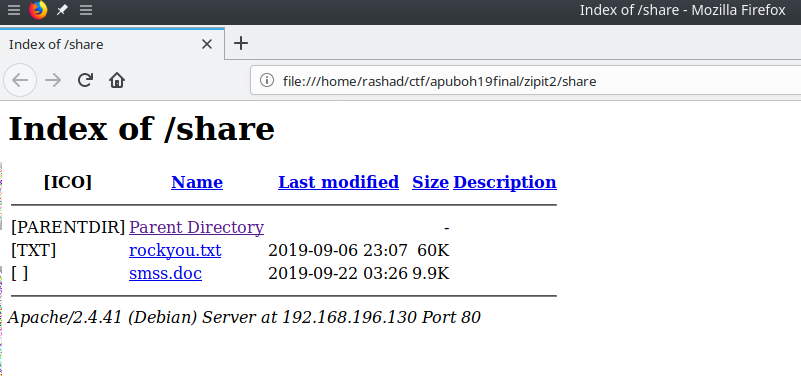 Index of /share - Mozilla Firefox
Index of /share
file:///home/rashad/ctf/apuboh19final/zipit2/share
Index of /share
[ICO] Name Last modified Size Description
[PARENTDIR] Parent Directory -
[TXT] rockyou.txt 2019-09-06 23:07 60K
[ ] smss.doc 2019-09-22 03:26 9.9K
Apache/2.4.41 (Debian) Server at 192.168.196.130 Port 80